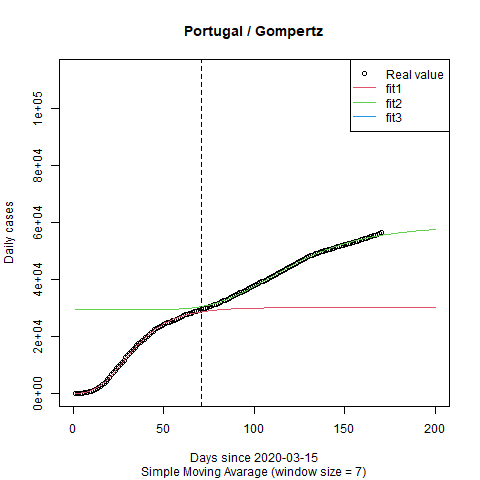 Portugal / Gompertz
Real value
fit1
fit2
fit3
Daily cases
1e+05
8e+04
6e+04
4e+04
2e+04
0e+00
0 50 100 150 200
Days since 2020-03-15
Simple Moving Avarage (window size = 7)